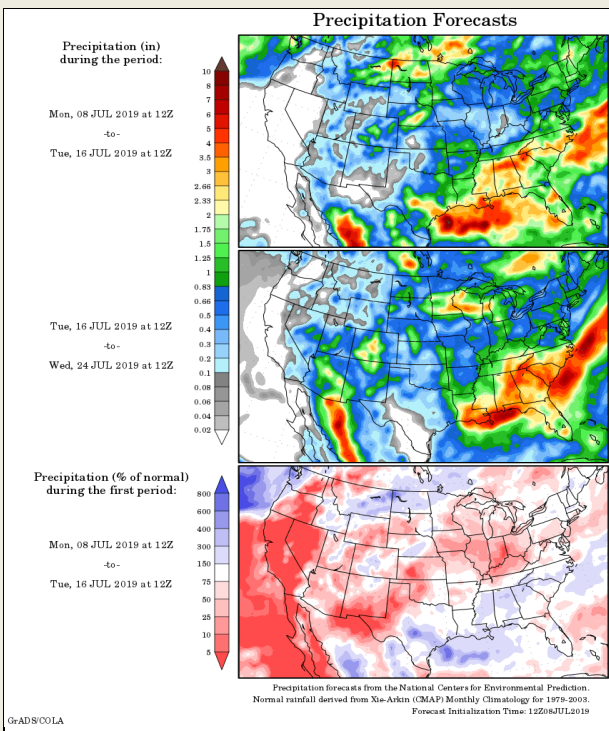 Precipitation Forecasts
Precipitation (in)
during the period:
Mon, 08 JUL 2019 at 12Z
-to-
Tue, 16 JUL 2019 at 12Z
10
8
7
6
5
4
3.5
3
2.66
2.33
2
1.75
1.5
1.25
1
0.83
0.66
0.5
0.4
0.3
0.2
0.1
0.08
0.06
0.04
0.02
Tue, 16 JUL 2019 at 12Z
-to-
Wed, 24 JUL 2019 at 12Z
Precipitation (% of normal)
during the first period:
Mon, 08 JUL 2019 at 12Z
-to-
Tue, 16 JUL 2019 at 12Z
800
600
400
300
150
75
50
25
10
5
Precipitation forecasts from the National Centers for Environmental Prediction.
Normal rainfall derived from Xie-Arkin (CMAP) Monthly Climatology for 1979-2003.
Forecast Initialization Time: 12Z08JUL2019
GrADS/COLA